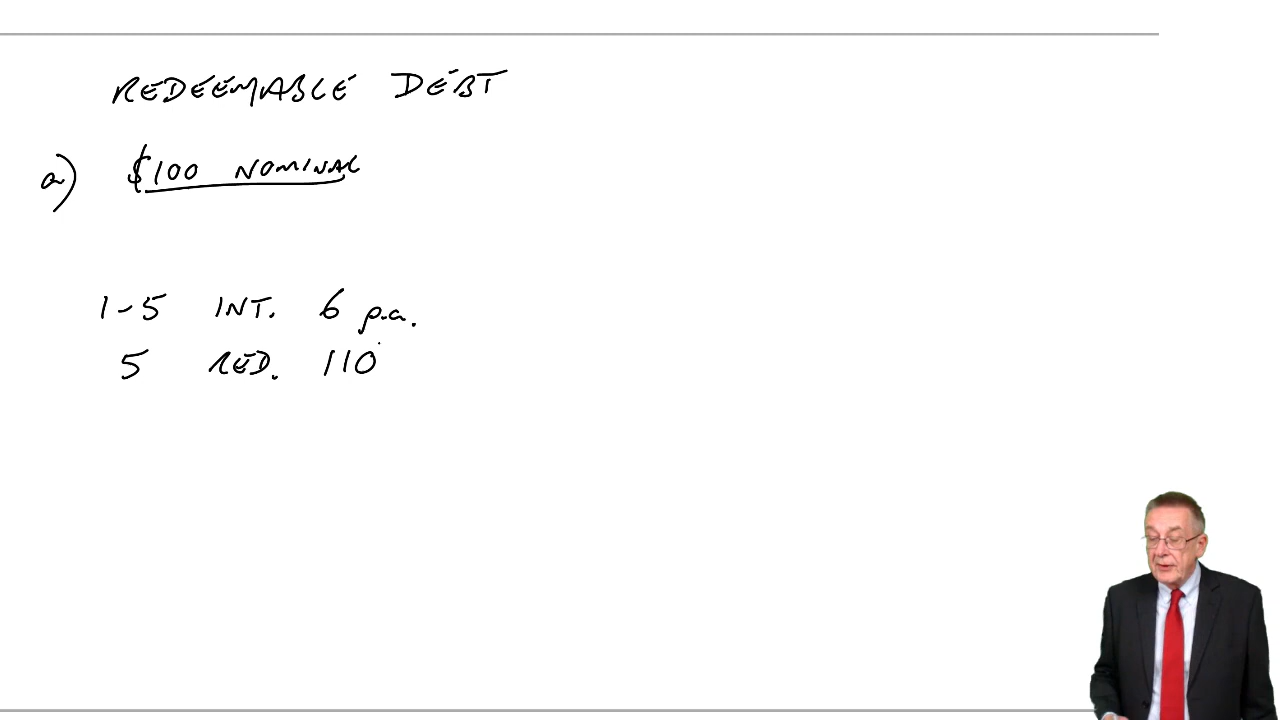 REDEEMABLE DEBT
a) $100 NOMINAL
1-5 INT. 6 p.a.
5 RED. 110